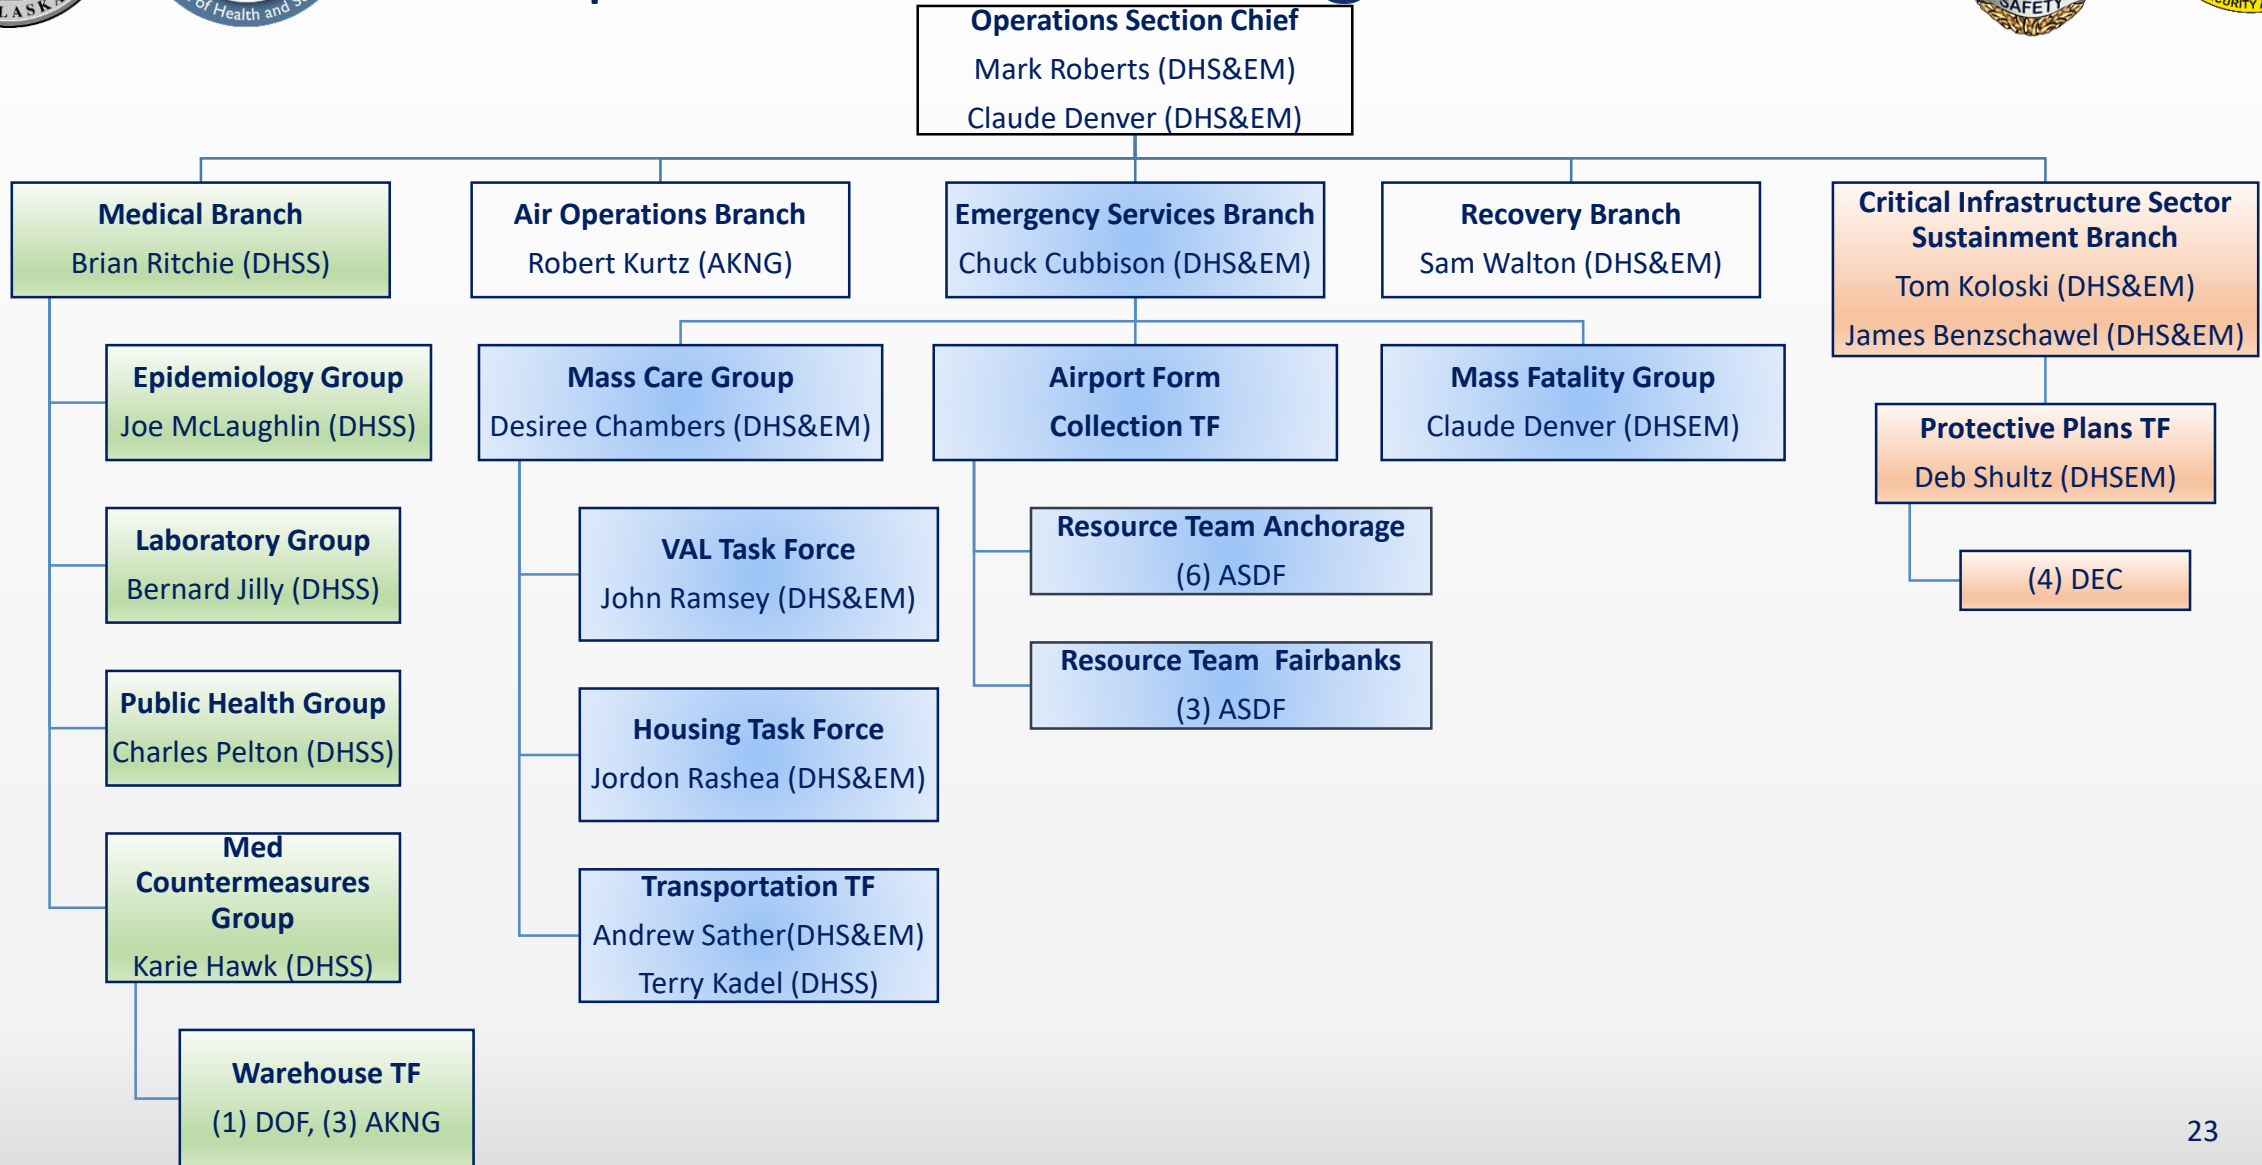 LASKA
of Health and S
SAFETY
CURITY
Operations Section Chief
Mark Roberts (DHS&EM)
Claude Denver (DHS&EM)
Medical Branch
Brian Ritchie (DHSS)
Air Operations Branch
Robert Kurtz (AKNG)
Emergency Services Branch
Chuck Cubbison (DHS&EM)
Recovery Branch
Sam Walton (DHS&EM)
Critical Infrastructure Sector
Sustainment Branch
Tom Koloski (DHS&EM)
James Benzschawel (DHS&EM)
Epidemiology Group
Joe McLaughlin (DHSS)
Laboratory Group
Bernard Jilly (DHSS)
Public Health Group
Charles Pelton (DHSS)
Med
Countermeasures
Group
Karie Hawk (DHSS)
Warehouse TF
(1) DOF, (3) AKNG
Mass Care Group
Desiree Chambers (DHS&EM)
VAL Task Force
John Ramsey (DHS&EM)
Housing Task Force
Jordon Rashea (DHS&EM)
Transportation TF
Andrew Sather(DHS&EM)
Terry Kadel (DHSS)
Airport Form
Collection TF
Resource Team Anchorage
(6) ASDF
Resource Team  Fairbanks
(3) ASDF
Mass Fatality Group
Claude Denver (DHSEM)
Protective Plans TF
Deb Shultz (DHSEM)
(4) DEC
23